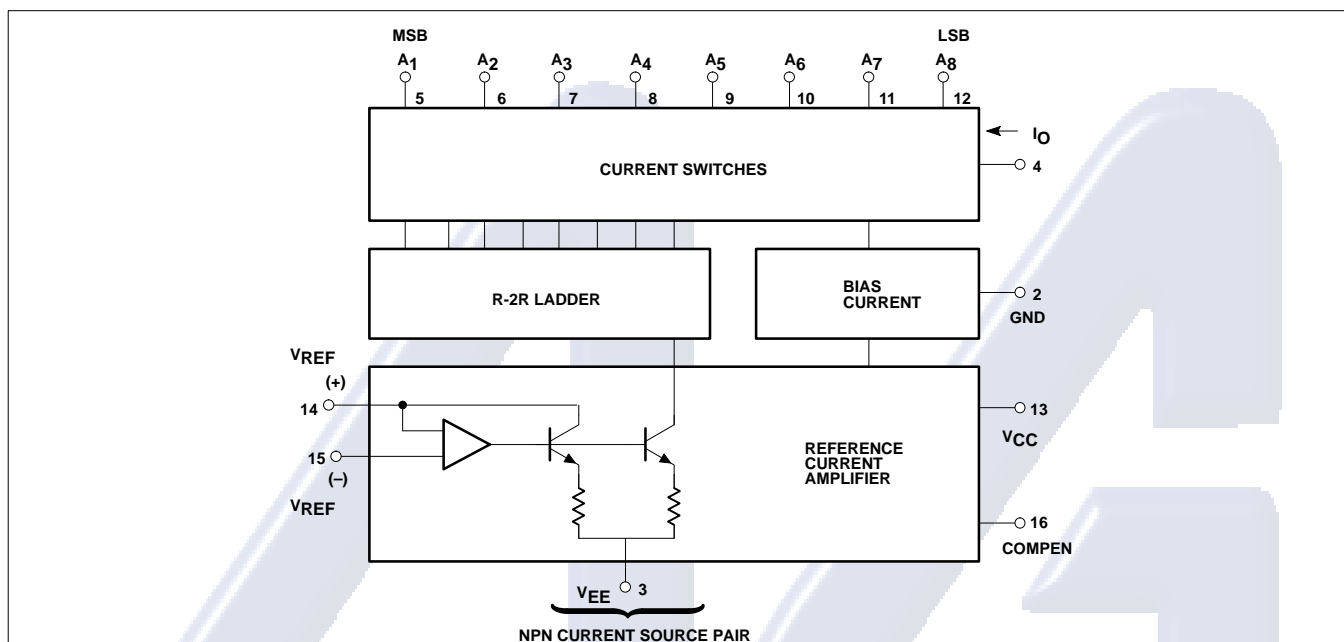 MSB LSB
A1 A2 A3 A4 A5 A6 A7 A8
5 6 7 8 9 10 11 12
IO
CURRENT SWITCHES
4
R-2R LADDER
BIAS
CURRENT
2
GND
VREF
(+)
14
13
VCC
REFERENCE
CURRENT
AMPLIFIER
15
(–)
VREF
16
COMPEN
VEE 3
NPN CURRENT SOURCE PAIR